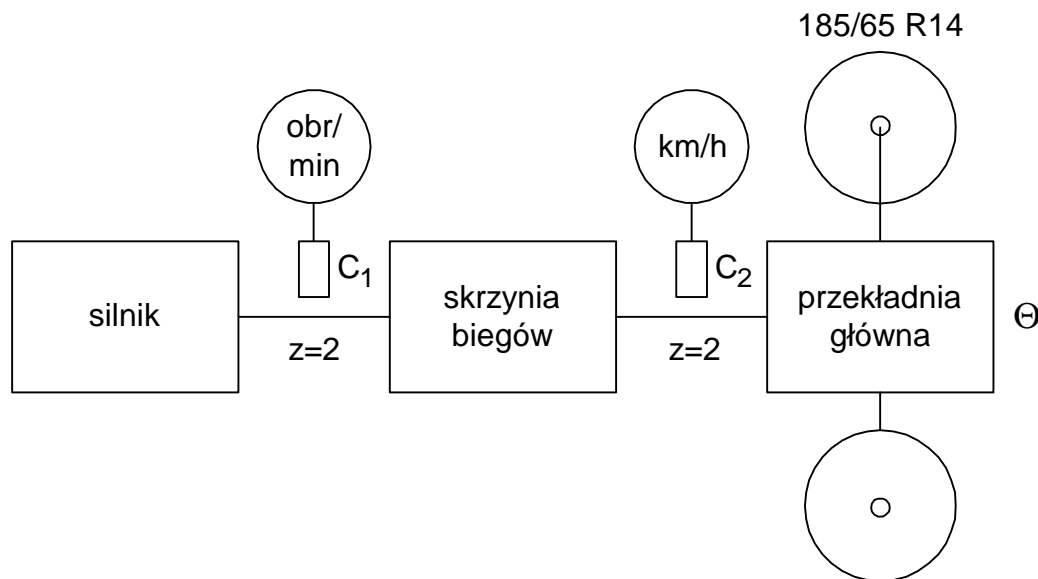 185/65 R14
obr/
min
km/h
C1
C2
silnik
skrzynia
biegów
przekładnia
główna
Θ
z=2
z=2